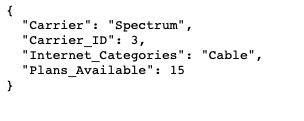 {
  "Carrier": "Spectrum",
  "Carrier_ID": 3,
  "Internet_Categories": "Cable",
  "Plans_Available": 15
}